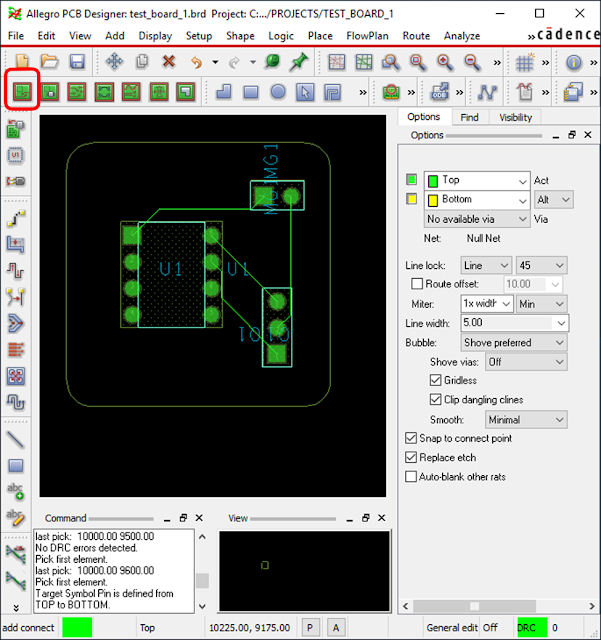 Allegro PCB Designer: test_board_1.brd Project: C:.../PROJECTS/TEST_BOARD_1
File Edit View Add Display Setup Shape Logic Place FlowPlan Route Analyze » cādence
»
»
U1
abc
abc
»
U1 U1
MG1
J1
Options Find Visibility
Options
Top Act
Bottom Alt
No available via Via
Net: Null Net
Line lock: Line 45
Route offset: 10.00
Miter: 1x width Min
Line width: 5.00
Bubble: Shove preferred
Shove vias: Off
Gridless
Clip dangling clines
Smooth: Minimal
Snap to connect point
Replace etch
Auto-blank other rats
Command
last pick: 10000.00 9500.00
No DRC errors detected.
Pick first element.
last pick: 10000.00 9600.00
Pick first element.
Target Symbol Pin is defined from
TOP to BOTTOM.
View
add connect Top 10225.00, 9175.00 P A General edit Off DRC 0